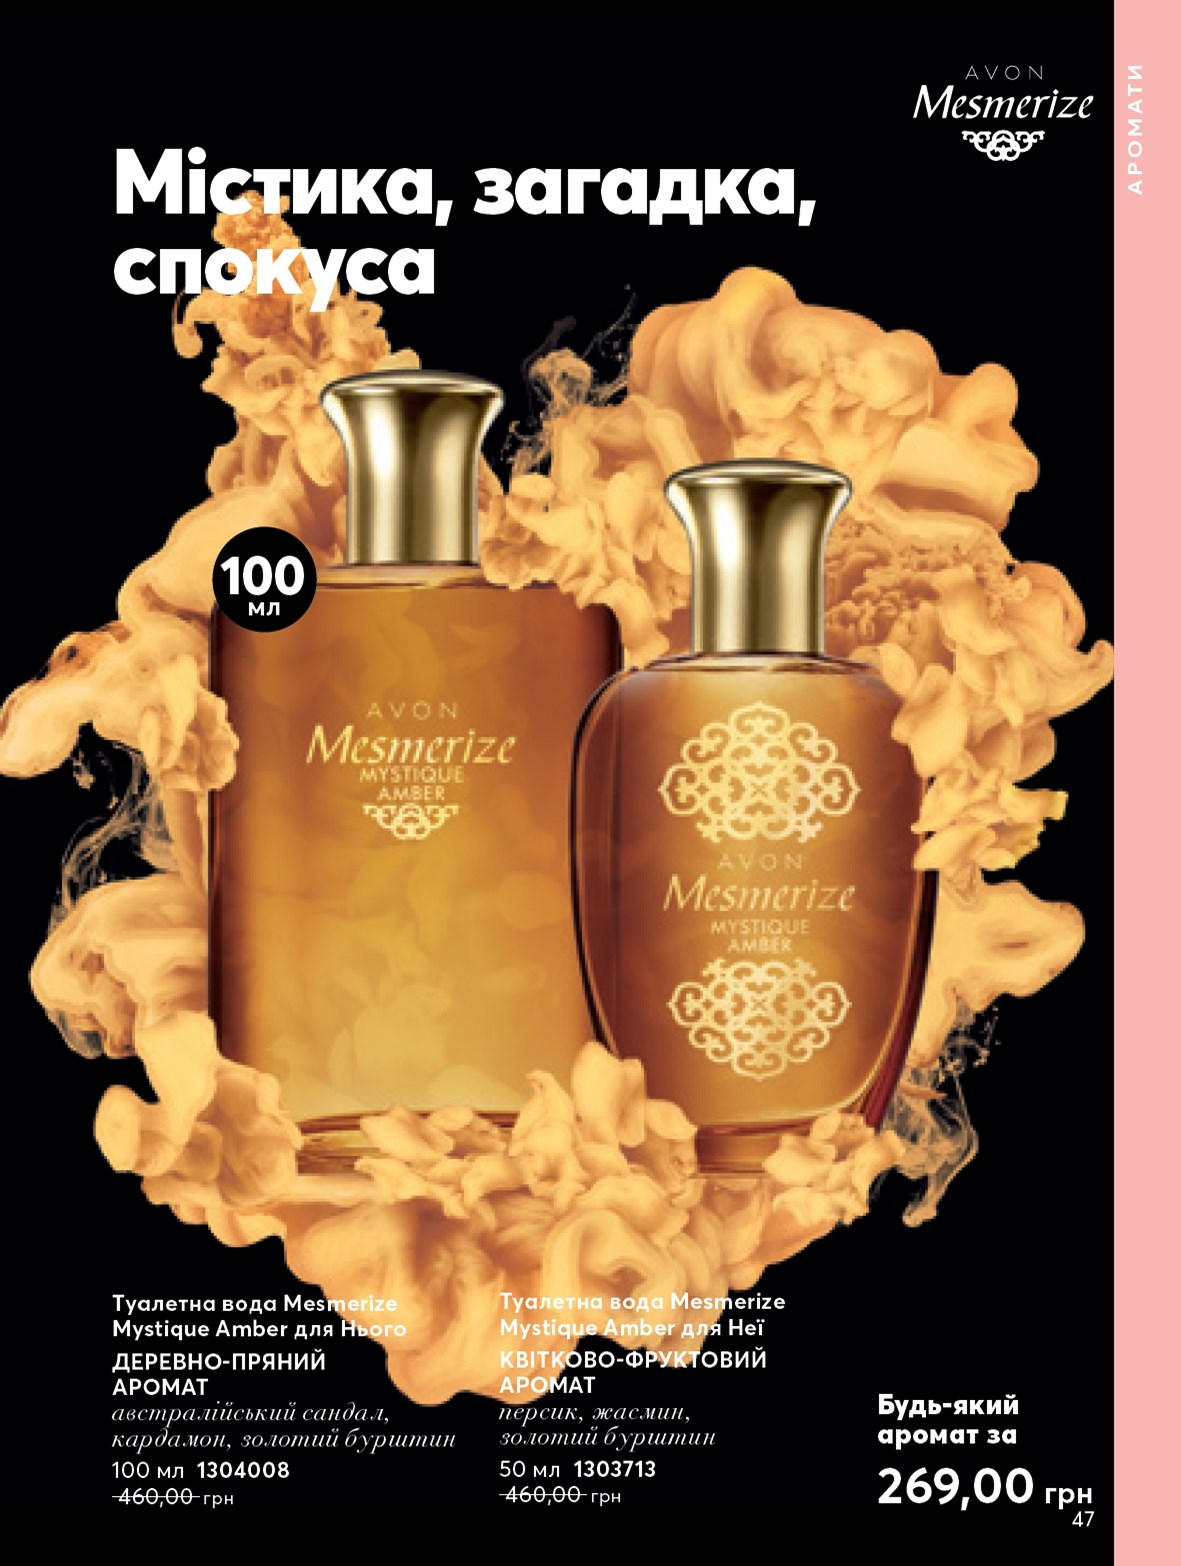 AVON
Mesmerize
АРОМАТИ
Містика, загадка,
спокуса
100
мл
AVON
Mesmerize
MYSTIQUE
AMBER
AVON
Mesmerize
MYSTIQUE
AMBER
Туалетна вода Mesmerize
Mystique Amber для Нього
ДЕРЕВНО-ПРЯНИЙ
АРОМАТ
австралійський сандал,
кардамон, золотий бурштин
100 мл 1304008
460,00 грн
Туалетна вода Mesmerize
Mystique Amber для Неї
КВІТКОВО-ФРУКТОВИЙ
АРОМАТ
персик, жасмин,
золотий бурштин
50 мл 1303713
460,00 грн
Будь-який
аромат за
269,00 грн
47